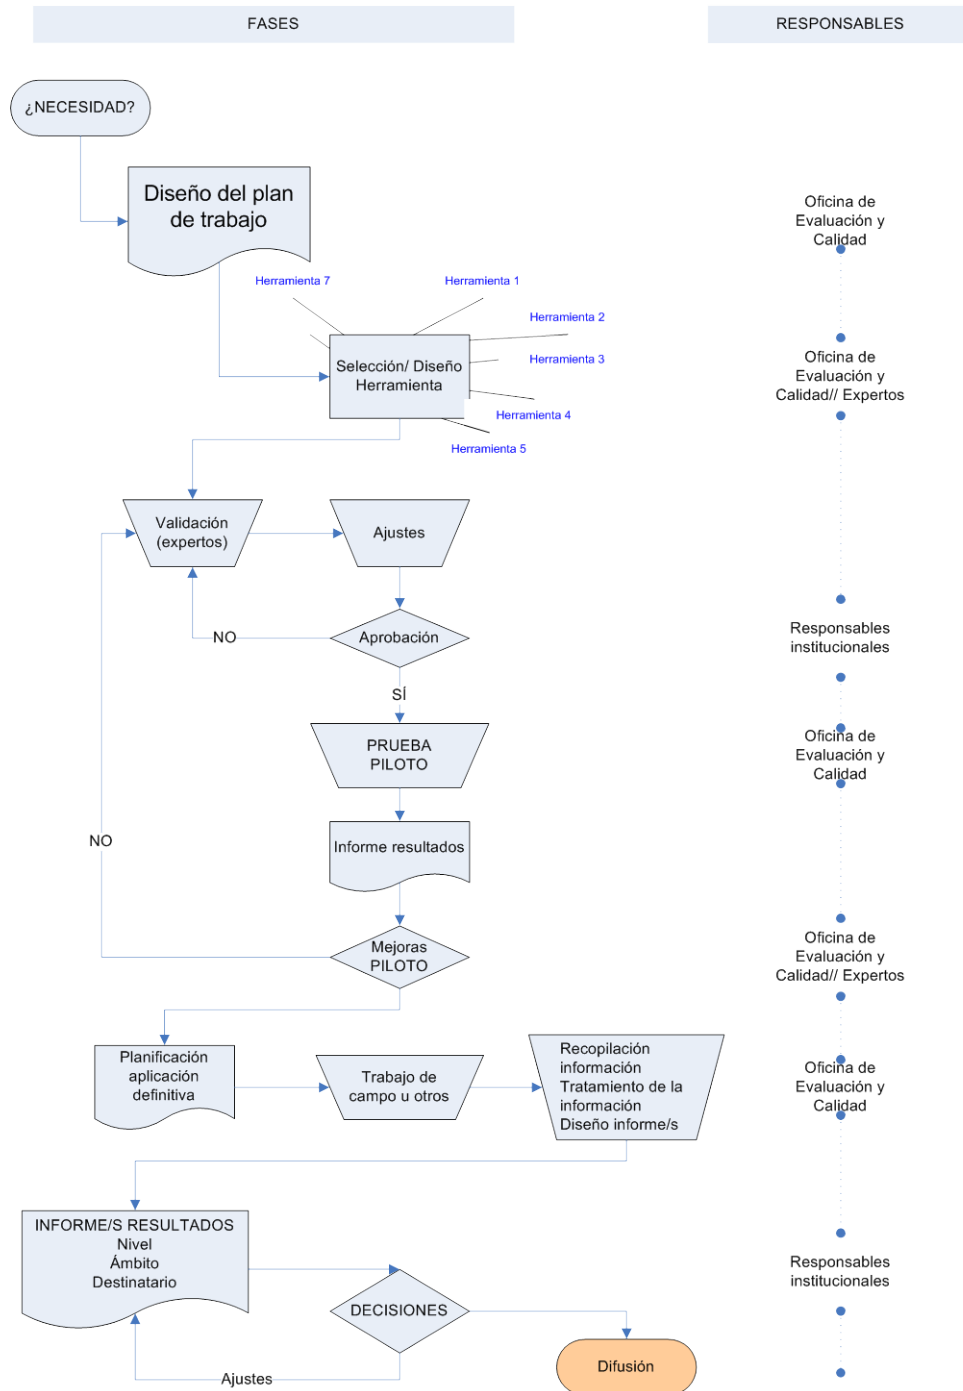 FASES
RESPONSABLES
¿NECESIDAD?
Diseño del plan
de trabajo
Oficina de
Evaluación y
Calidad
Herramienta 7
Herramienta 1
Herramienta 2
Herramienta 3
Herramienta 4
Herramienta 5
Selección/ Diseño
Herramienta
Oficina de
Evaluación y
Calidad// Expertos
Validación
(expertos)
Ajustes
Aprobación
NO
SÍ
Responsables
institucionales
PRUEBA
PILOTO
Oficina de
Evaluación y
Calidad
Informe resultados
NO
Mejoras
PILOTO
Oficina de
Evaluación y
Calidad// Expertos
Planificación
aplicación
definitiva
Trabajo de
campo u otros
Recopilación
información
Tratamiento de la
información
Diseño informe/s
Oficina de
Evaluación y
Calidad
INFORME/S RESULTADOS
Nivel
Ámbito
Destinatario
DECISIONES
Responsables
institucionales
Ajustes
Difusión